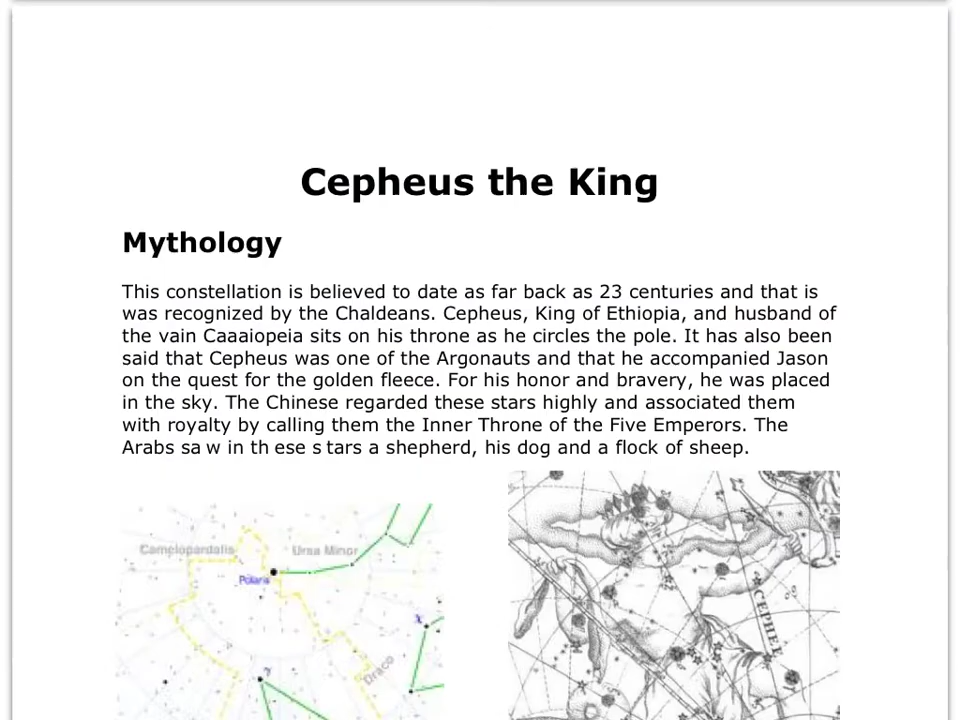 Cepheus the King
Mythology
This constellation is believed to date as far back as 23 centuries and that is
was recognized by the Chaldeans. Cepheus, King of Ethiopia, and husband of
the vain Caaaiopeia sits on his throne as he circles the pole. It has also been
said that Cepheus was one of the Argonauts and that he accompanied Jason
on the quest for the golden fleece. For his honor and bravery, he was placed
in the sky. The Chinese regarded these stars highly and associated them
with royalty by calling them the Inner Throne of the Five Emperors. The
Arabs sa w in th ese s tars a shepherd, his dog and a flock of sheep.
Camelopardalis
Ursa Minor
Polaris
Draco
CEPHEE